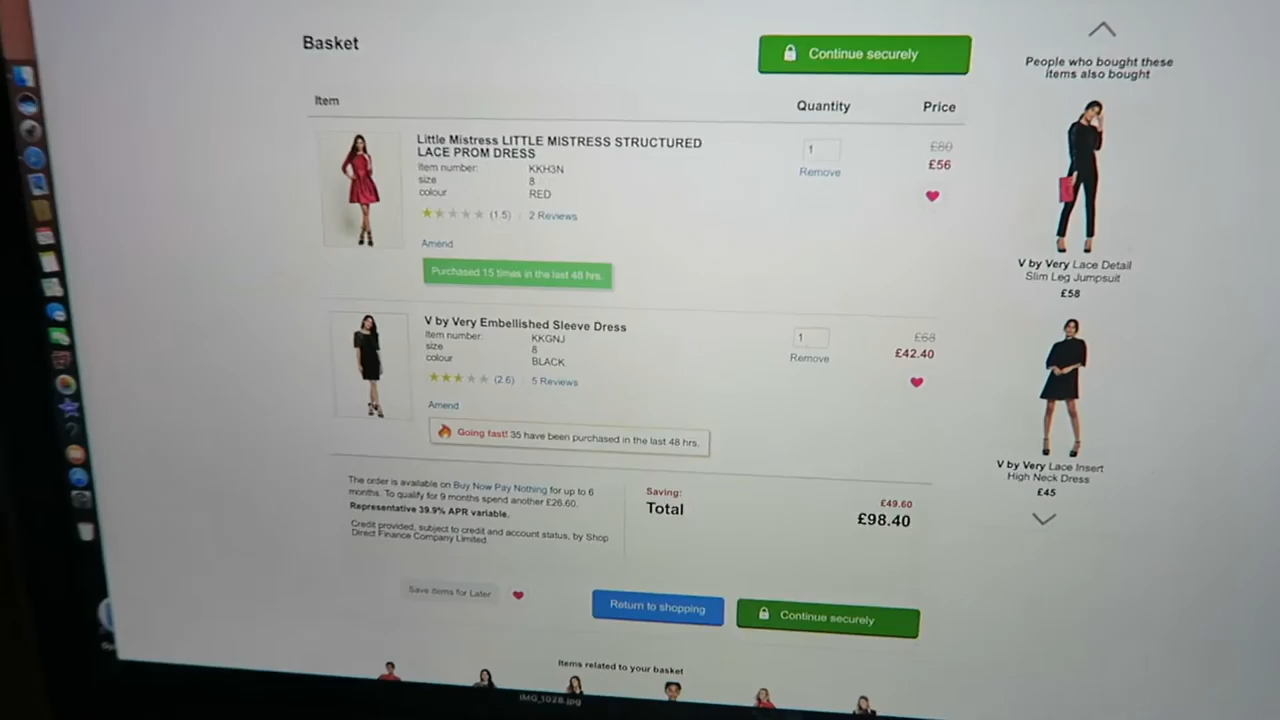 Basket
Continue securely
People who bought these
items also bought
Item
Quantity
Price
Little Mistress LITTLE MISTRESS STRUCTURED
LACE PROM DRESS
Item number: KKH3N
size 8
colour RED
(1.5) 2 Reviews
Amend
Purchased 15 times in the last 48 hrs.
1
Remove
£80
£56
V by Very Lace Detail
Slim Leg Jumpsuit
£58
V by Very Embellished Sleeve Dress
Item number: KKGNJ
size 8
colour BLACK
(2.6) 5 Reviews
Amend
Going fast! 35 have been purchased in the last 48 hrs.
1
Remove
£68
£42.40
V by Very Lace Insert
High Neck Dress
£45
The order is available on Buy Now Pay Nothing for up to 6
months. To qualify for 9 months spend another £26.60.
Representative 39.9% APR variable.
Credit provided, subject to credit and account status, by Shop
Direct Finance Company Limited
Saving: £49.60
Total £98.40
Save items for Later
Return to shopping
Continue securely
Items related to your basket
IMG_1028.jpg